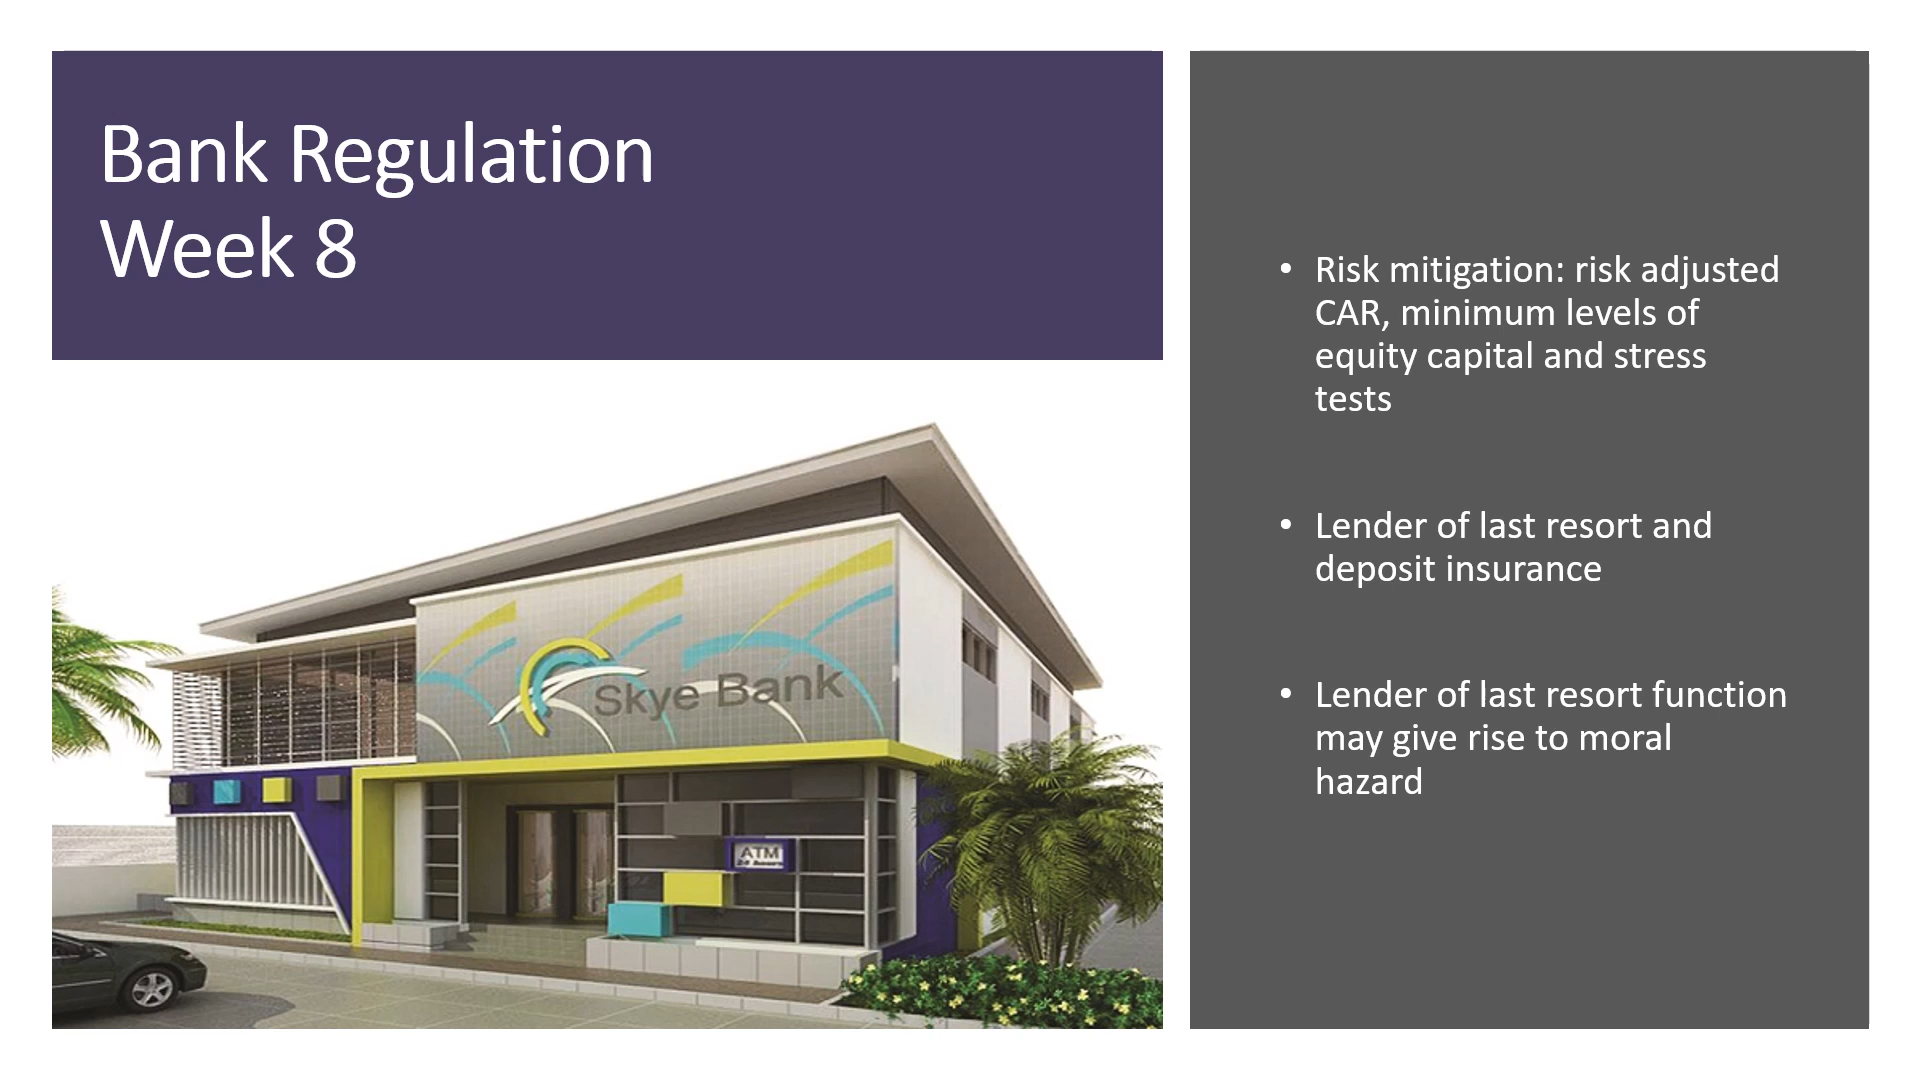 Bank Regulation
Week 8
• Risk mitigation: risk adjusted
CAR, minimum levels of
equity capital and stress
tests
• Lender of last resort and
deposit insurance
• Lender of last resort function
may give rise to moral
hazard
Skye Bank
ATM